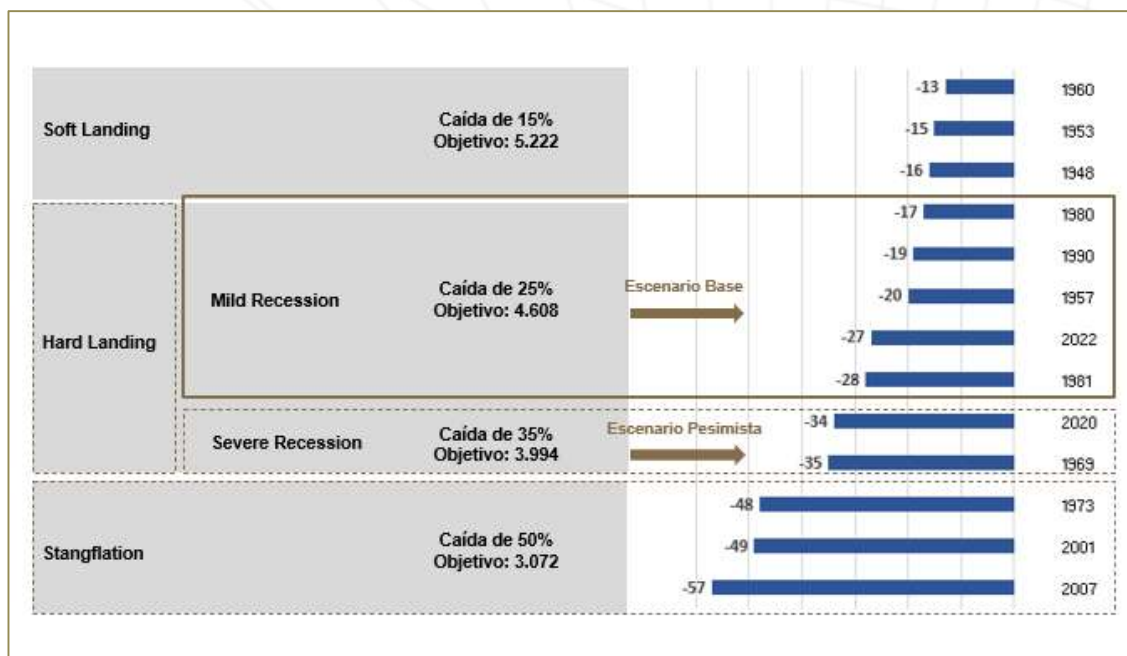 Soft Landing
Caída de 15%
Objetivo: 5.222
-13 1960
-15 1953
-16 1948
Hard Landing
Mild Recession
Caída de 25%
Objetivo: 4.608
Escenario Base
-17 1980
-19 1990
-20 1957
-27 2022
-28 1981
Severe Recession
Caída de 35%
Objetivo: 3.994
Escenario Pesimista
-34 2020
-35 1969
Stangflation
Caída de 50%
Objetivo: 3.072
-48 1973
-49 2001
-57 2007